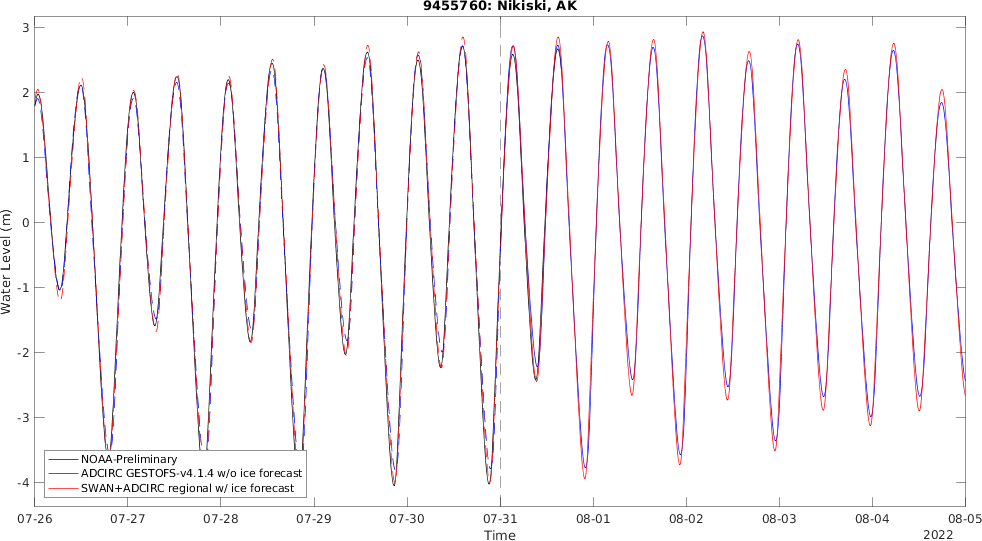 9455760: Nikiski, AK
3
2
1
0
-1
-2
-3
-4
Water Level (m)
NOAA-Preliminary
ADCIRC GESTOFS-v4.1.4 w/o ice forecast
SWAN+ADCIRC regional w/ ice forecast
07-26 07-27 07-28 07-29 07-30 07-31 08-01 08-02 08-03 08-04 08-05
Time
2022